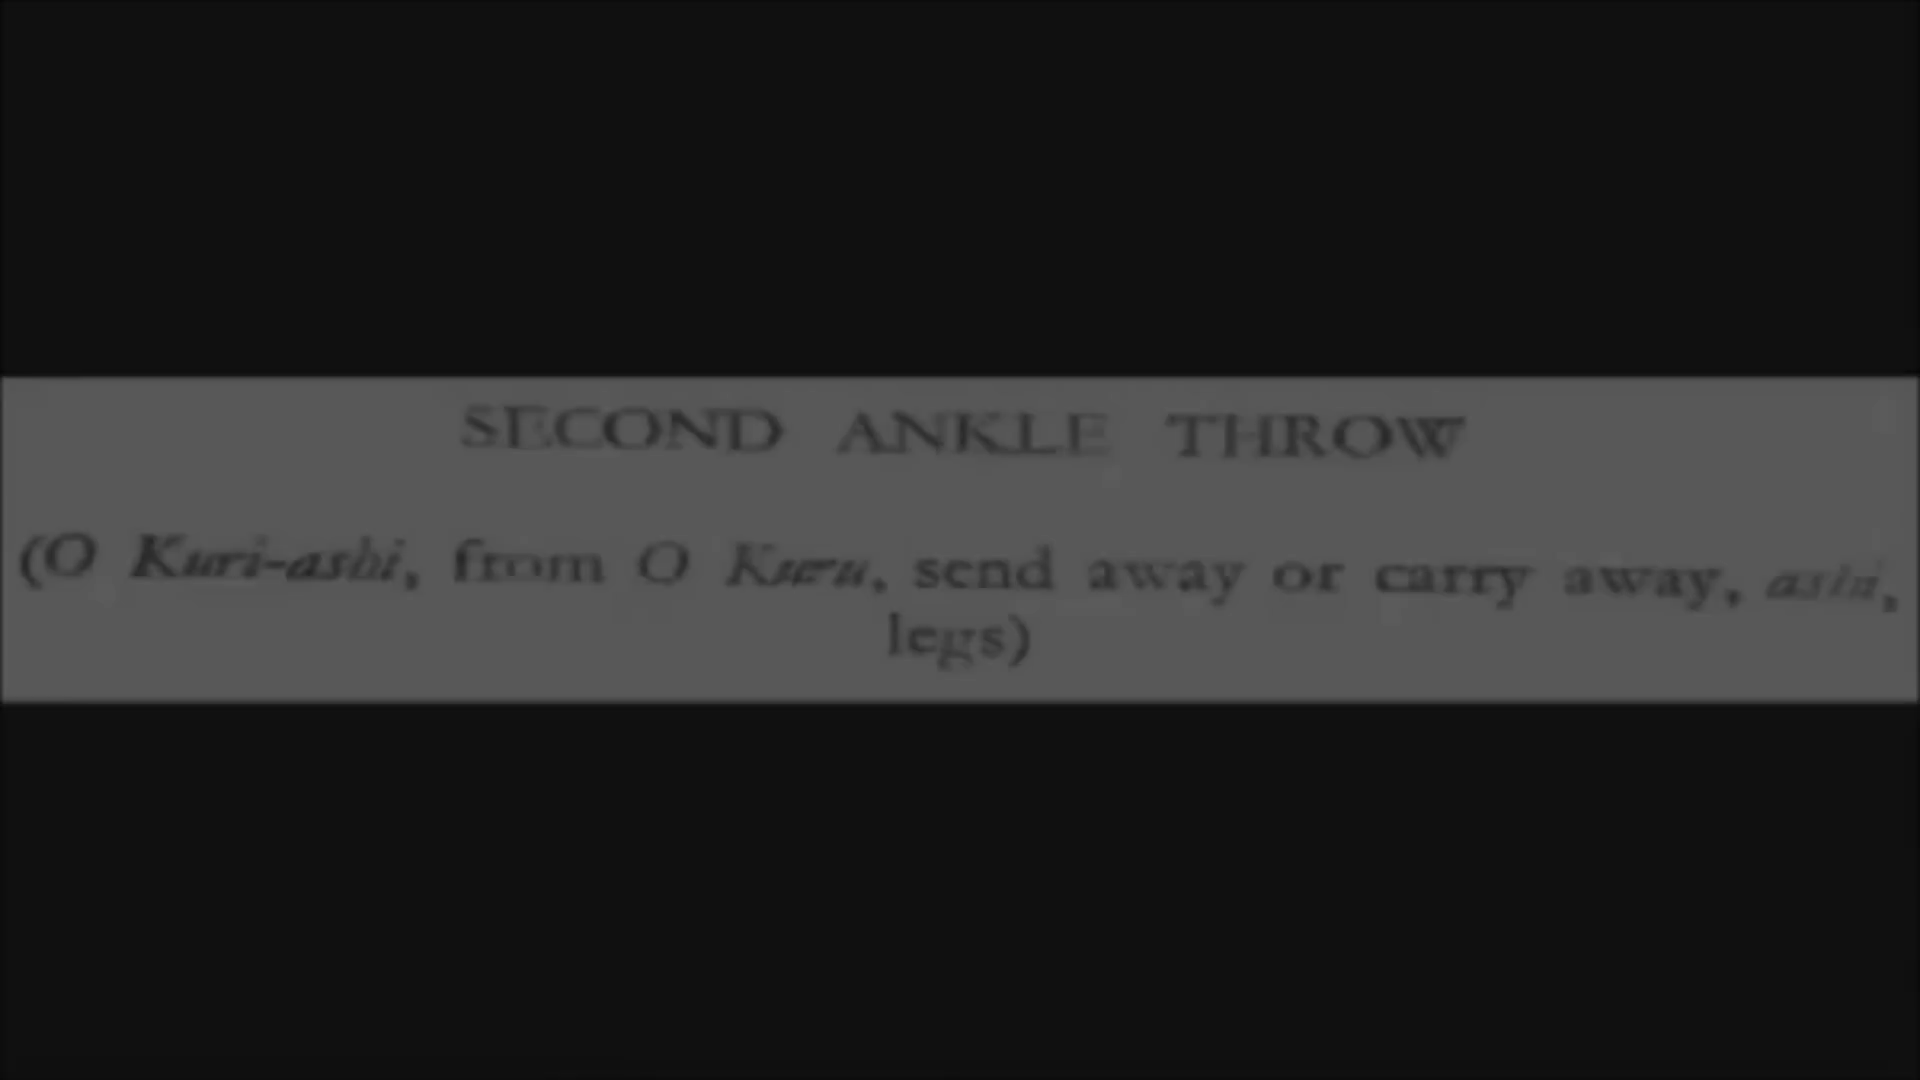 SECOND ANKLE THROW
(O Kuri-ashi, from O Kuru, send away or carry away, ashi,
legs)